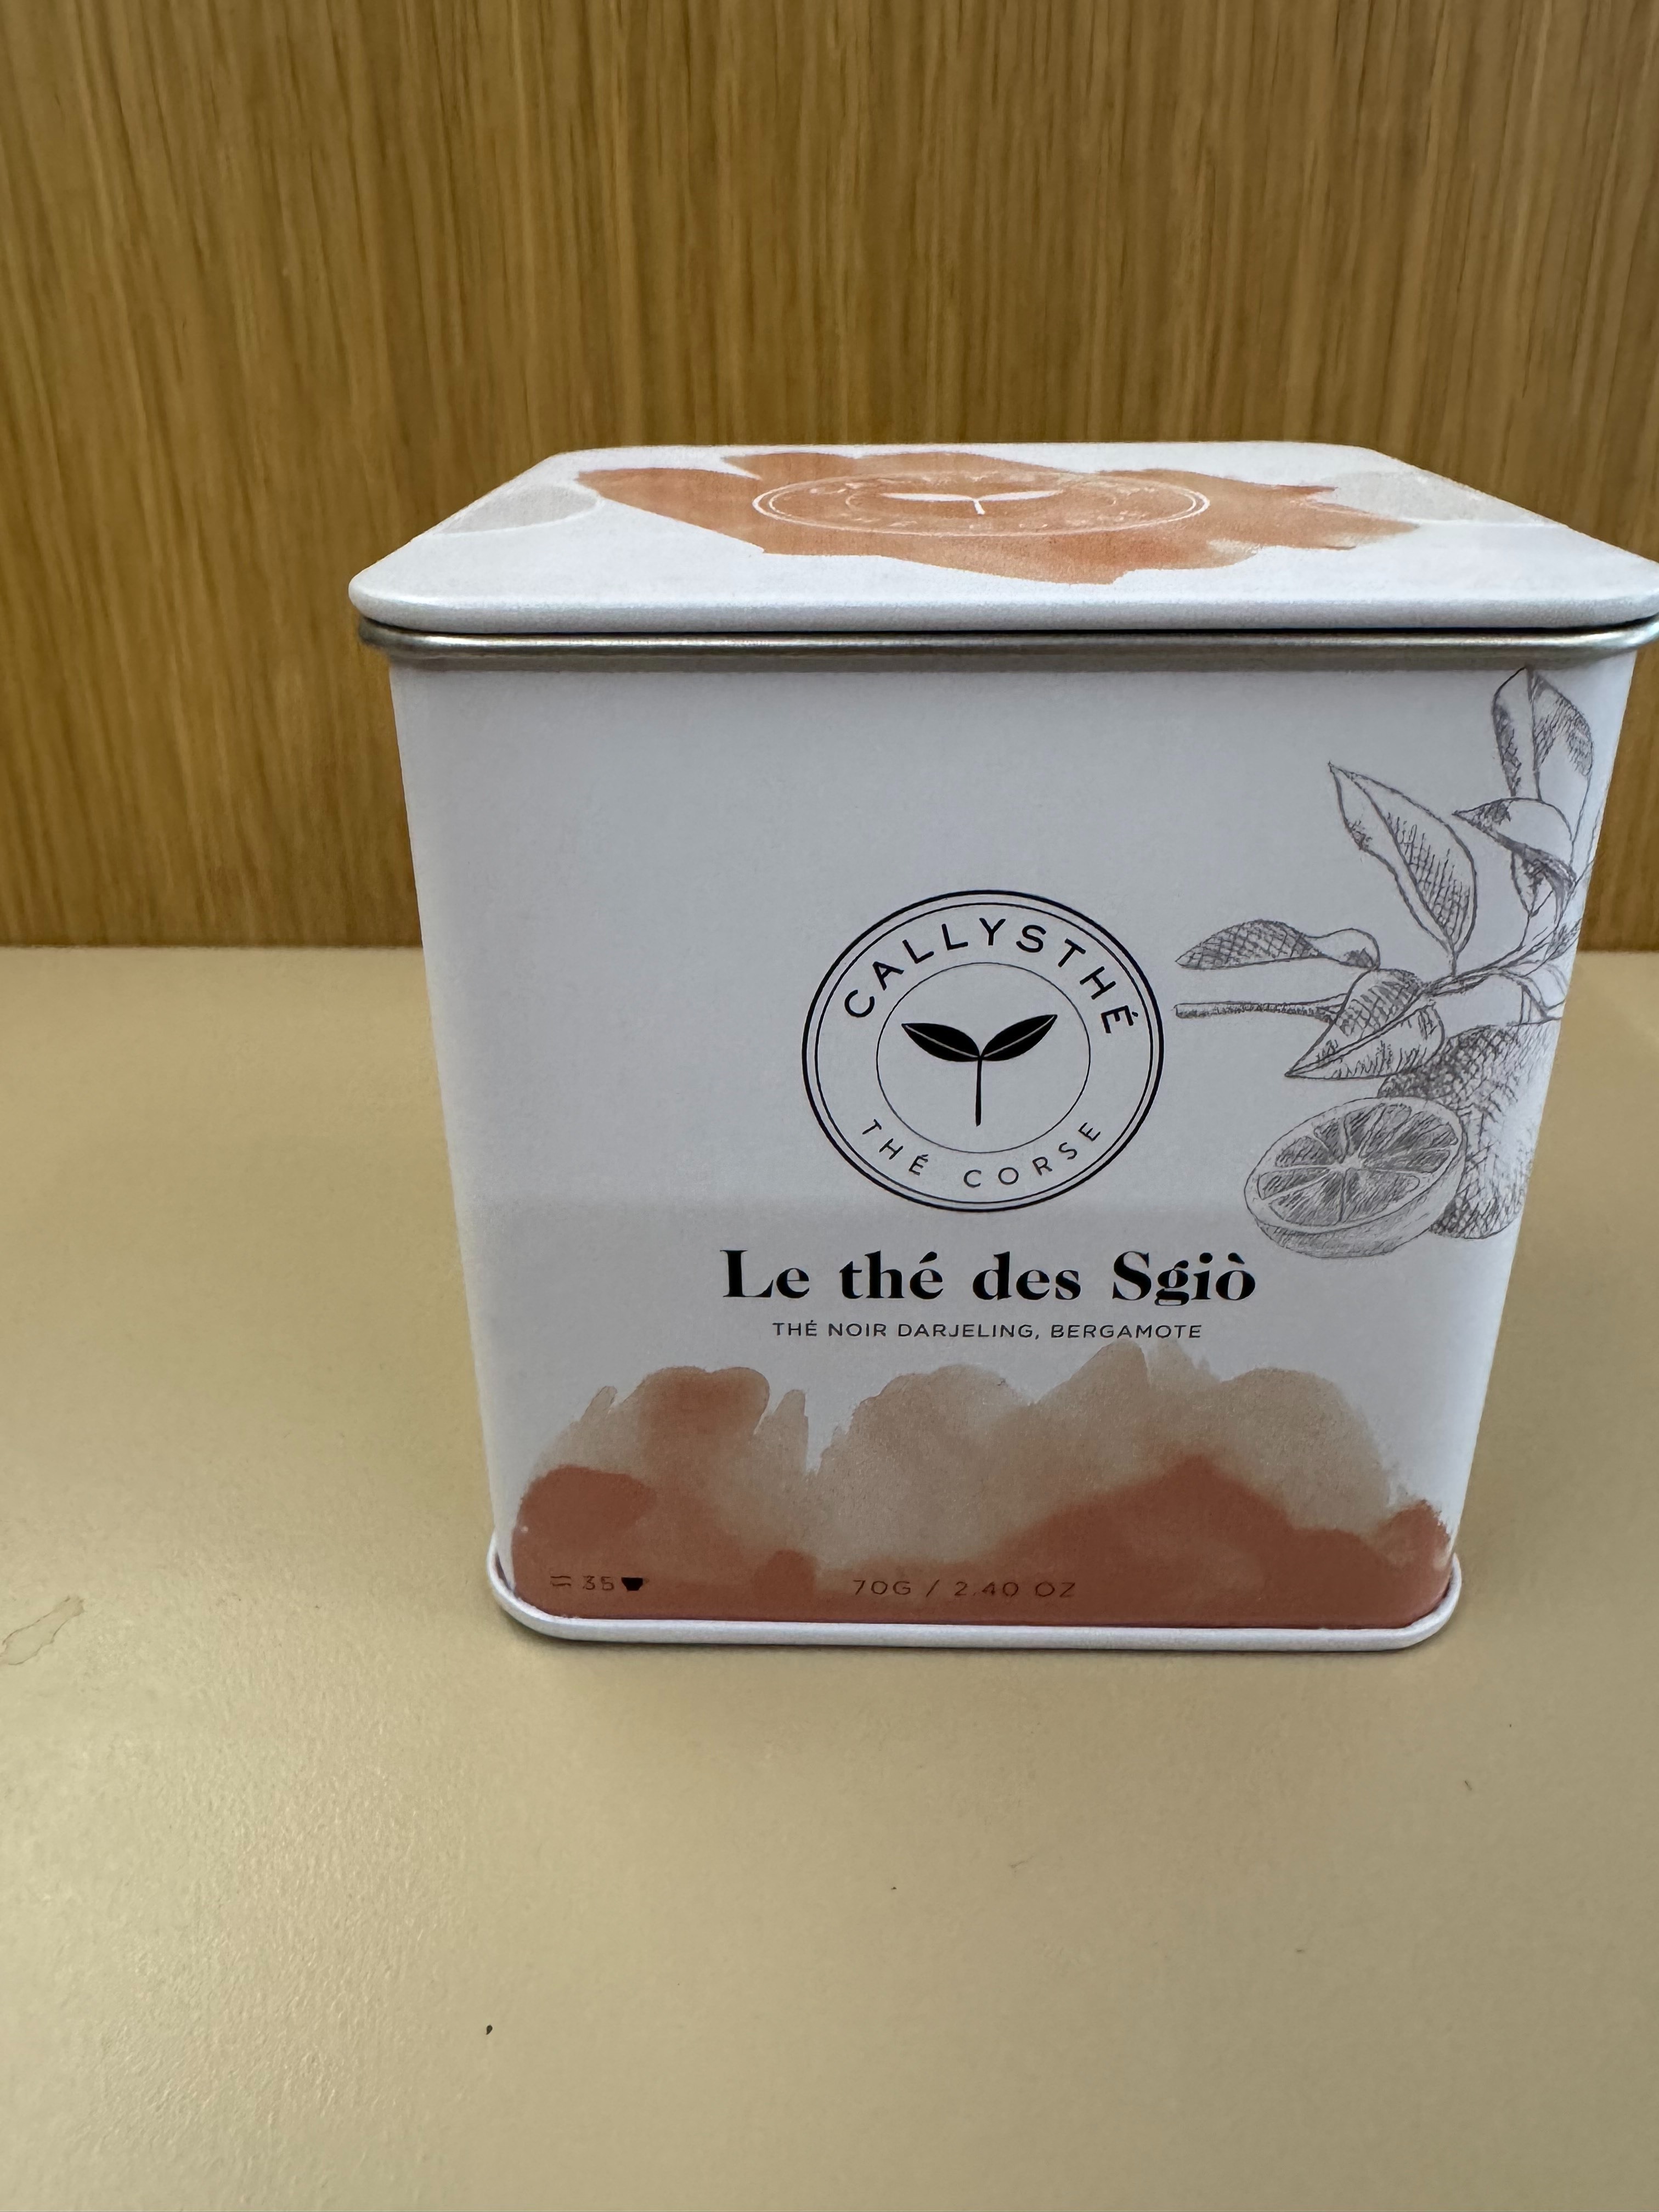 CALLYSTHÉ
THÉ CORSE
Le thé des Sgiò
THÉ NOIR DARJELING, BERGAMOTE
≈ 35
70G / 2.40 OZ